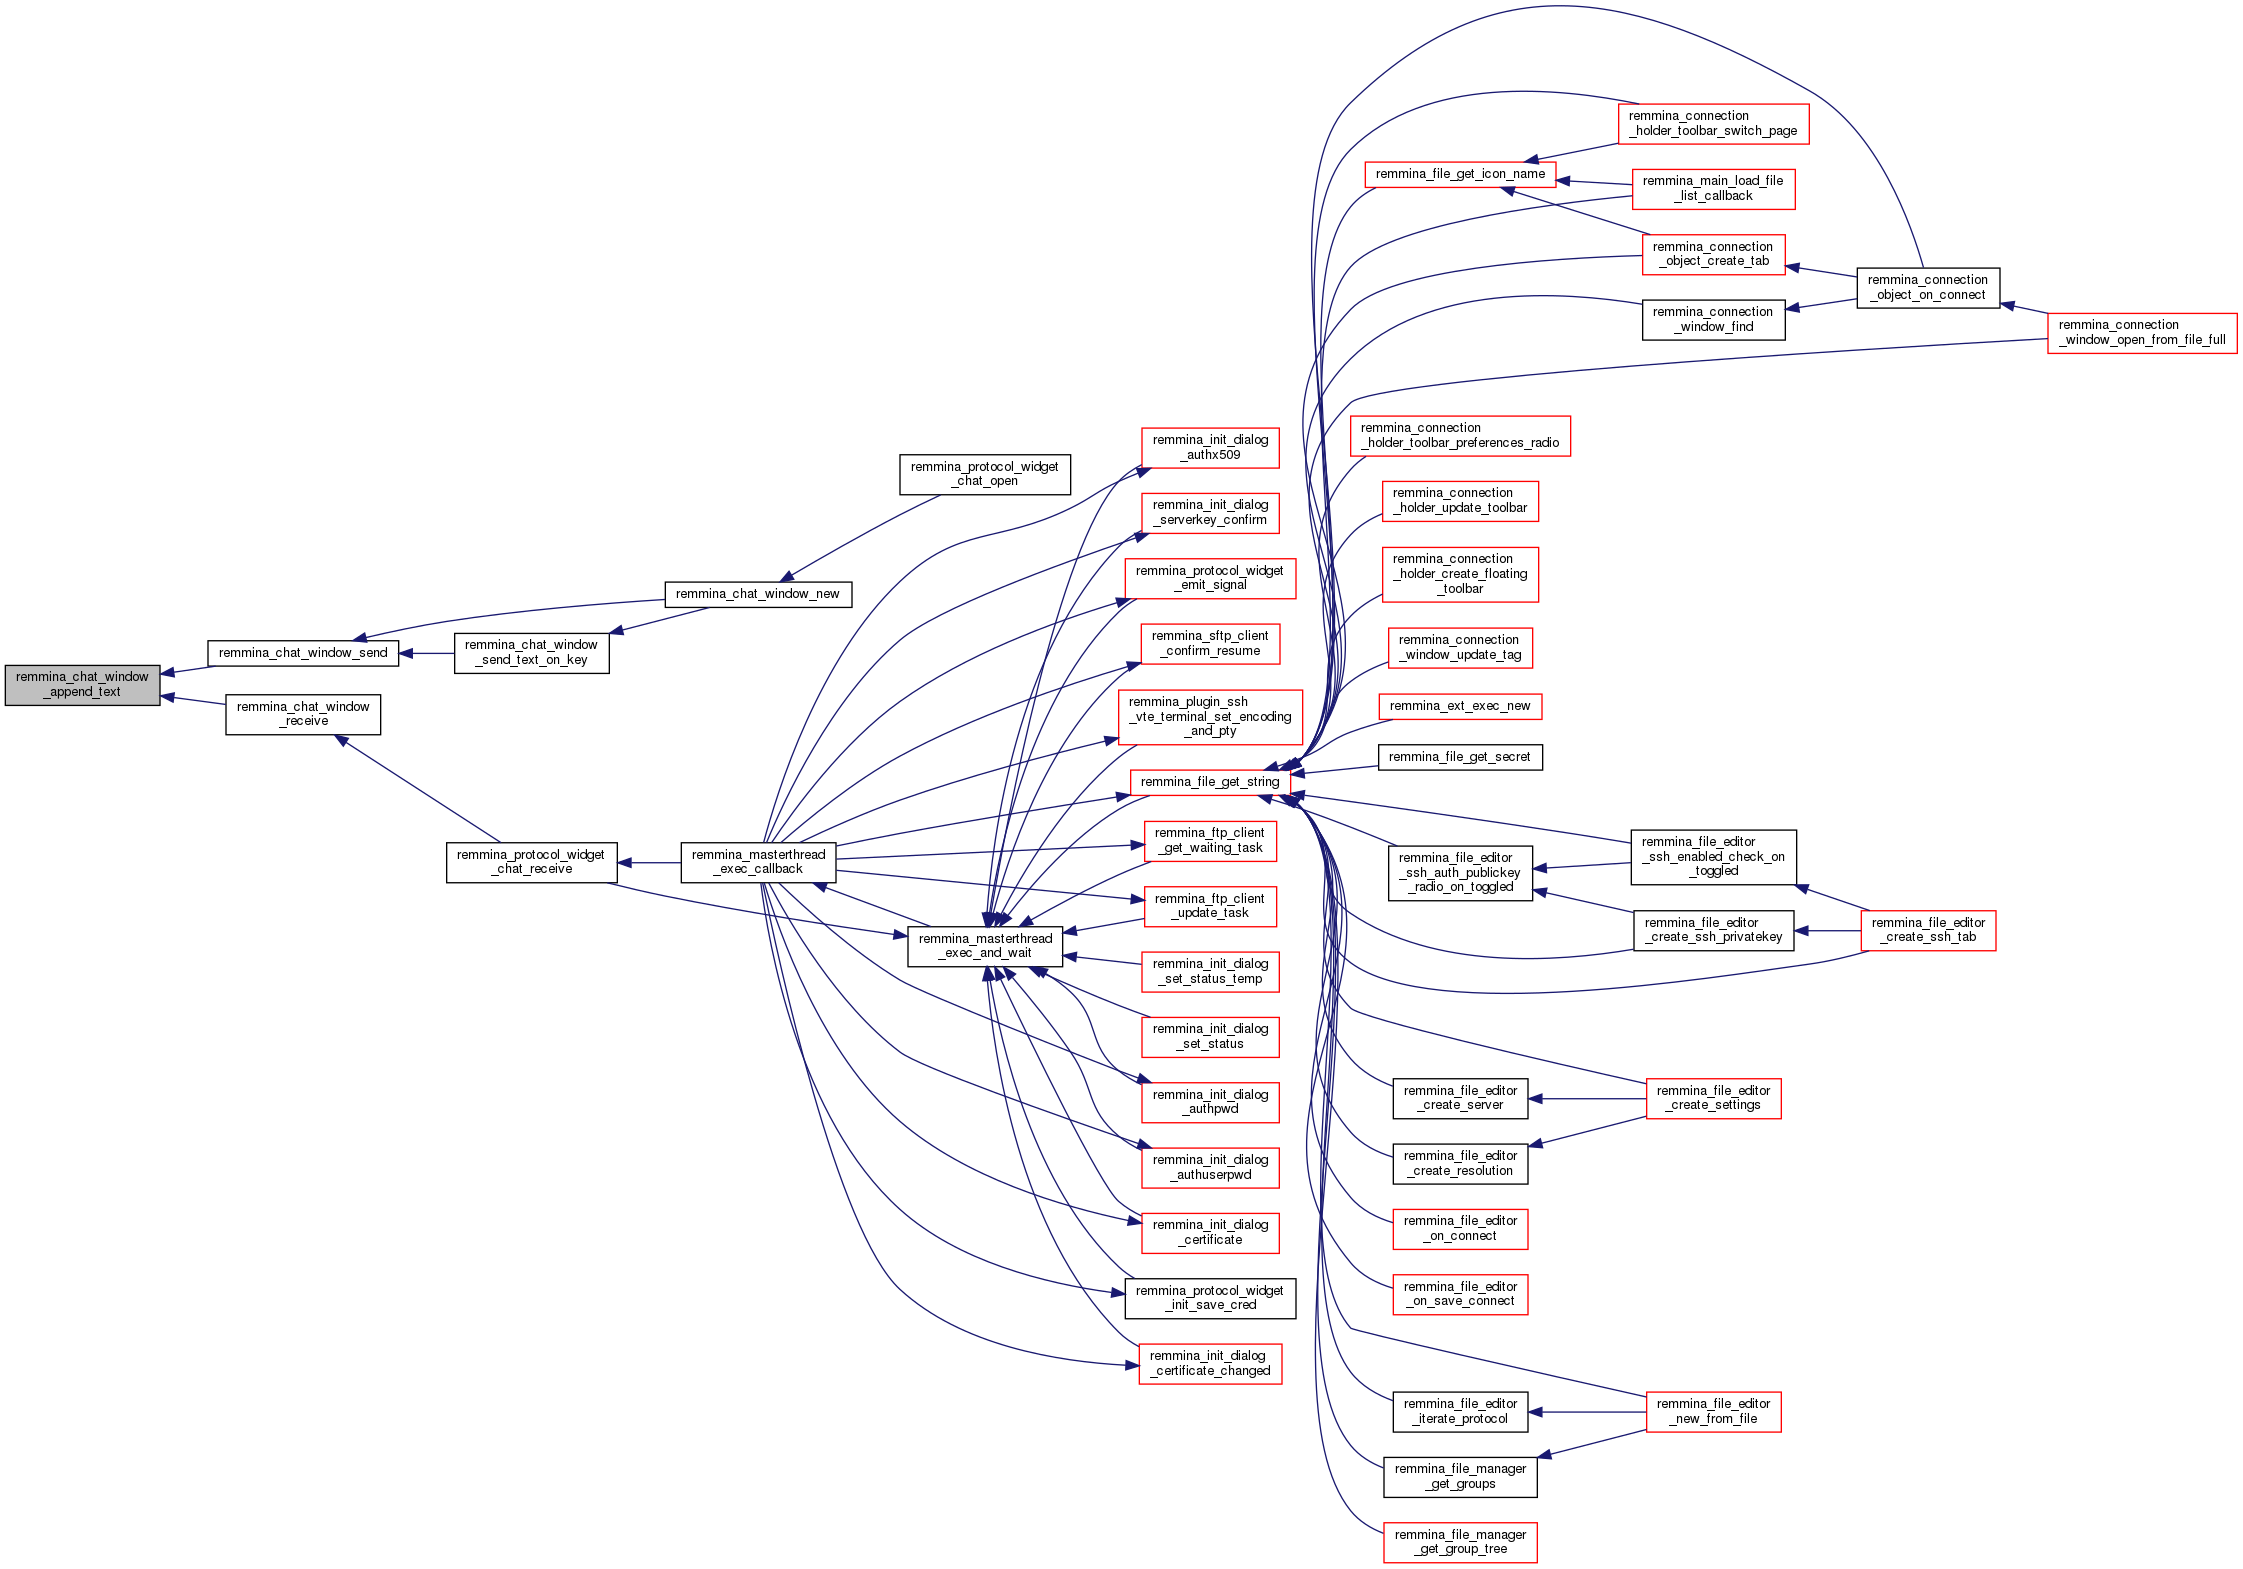 remmina_chat_window
_append_text
remmina_chat_window_send
remmina_chat_window
_receive
remmina_chat_window
_send_text_on_key
remmina_protocol_widget
_chat_receive
remmina_chat_window_new
remmina_masterthread
_exec_callback
remmina_protocol_widget
_chat_open
remmina_masterthread
_exec_and_wait
remmina_init_dialog
_authx509
remmina_init_dialog
_serverkey_confirm
remmina_protocol_widget
_emit_signal
remmina_sftp_client
_confirm_resume
remmina_plugin_ssh
_vte_terminal_set_encoding
_and_pty
remmina_file_get_string
remmina_ftp_client
_get_waiting_task
remmina_ftp_client
_update_task
remmina_init_dialog
_set_status_temp
remmina_init_dialog
_set_status
remmina_init_dialog
_authpwd
remmina_init_dialog
_authuserpwd
remmina_init_dialog
_certificate
remmina_protocol_widget
_init_save_cred
remmina_init_dialog
_certificate_changed
remmina_file_get_icon_name
remmina_connection
_holder_toolbar_preferences_radio
remmina_connection
_holder_update_toolbar
remmina_connection
_holder_create_floating
_toolbar
remmina_connection
_window_update_tag
remmina_ext_exec_new
remmina_file_get_secret
remmina_file_editor
_ssh_auth_publickey
_radio_on_toggled
remmina_file_editor
_create_server
remmina_file_editor
_create_resolution
remmina_file_editor
_on_connect
remmina_file_editor
_on_save_connect
remmina_file_editor
_iterate_protocol
remmina_file_manager
_get_groups
remmina_file_manager
_get_group_tree
remmina_connection
_holder_toolbar_switch_page
remmina_main_load_file
_list_callback
remmina_connection
_object_create_tab
remmina_connection
_window_find
remmina_file_editor
_ssh_enabled_check_on
_toggled
remmina_file_editor
_create_ssh_privatekey
remmina_file_editor
_create_settings
remmina_file_editor
_new_from_file
remmina_connection
_object_on_connect
remmina_file_editor
_create_ssh_tab
remmina_connection
_window_open_from_file_full